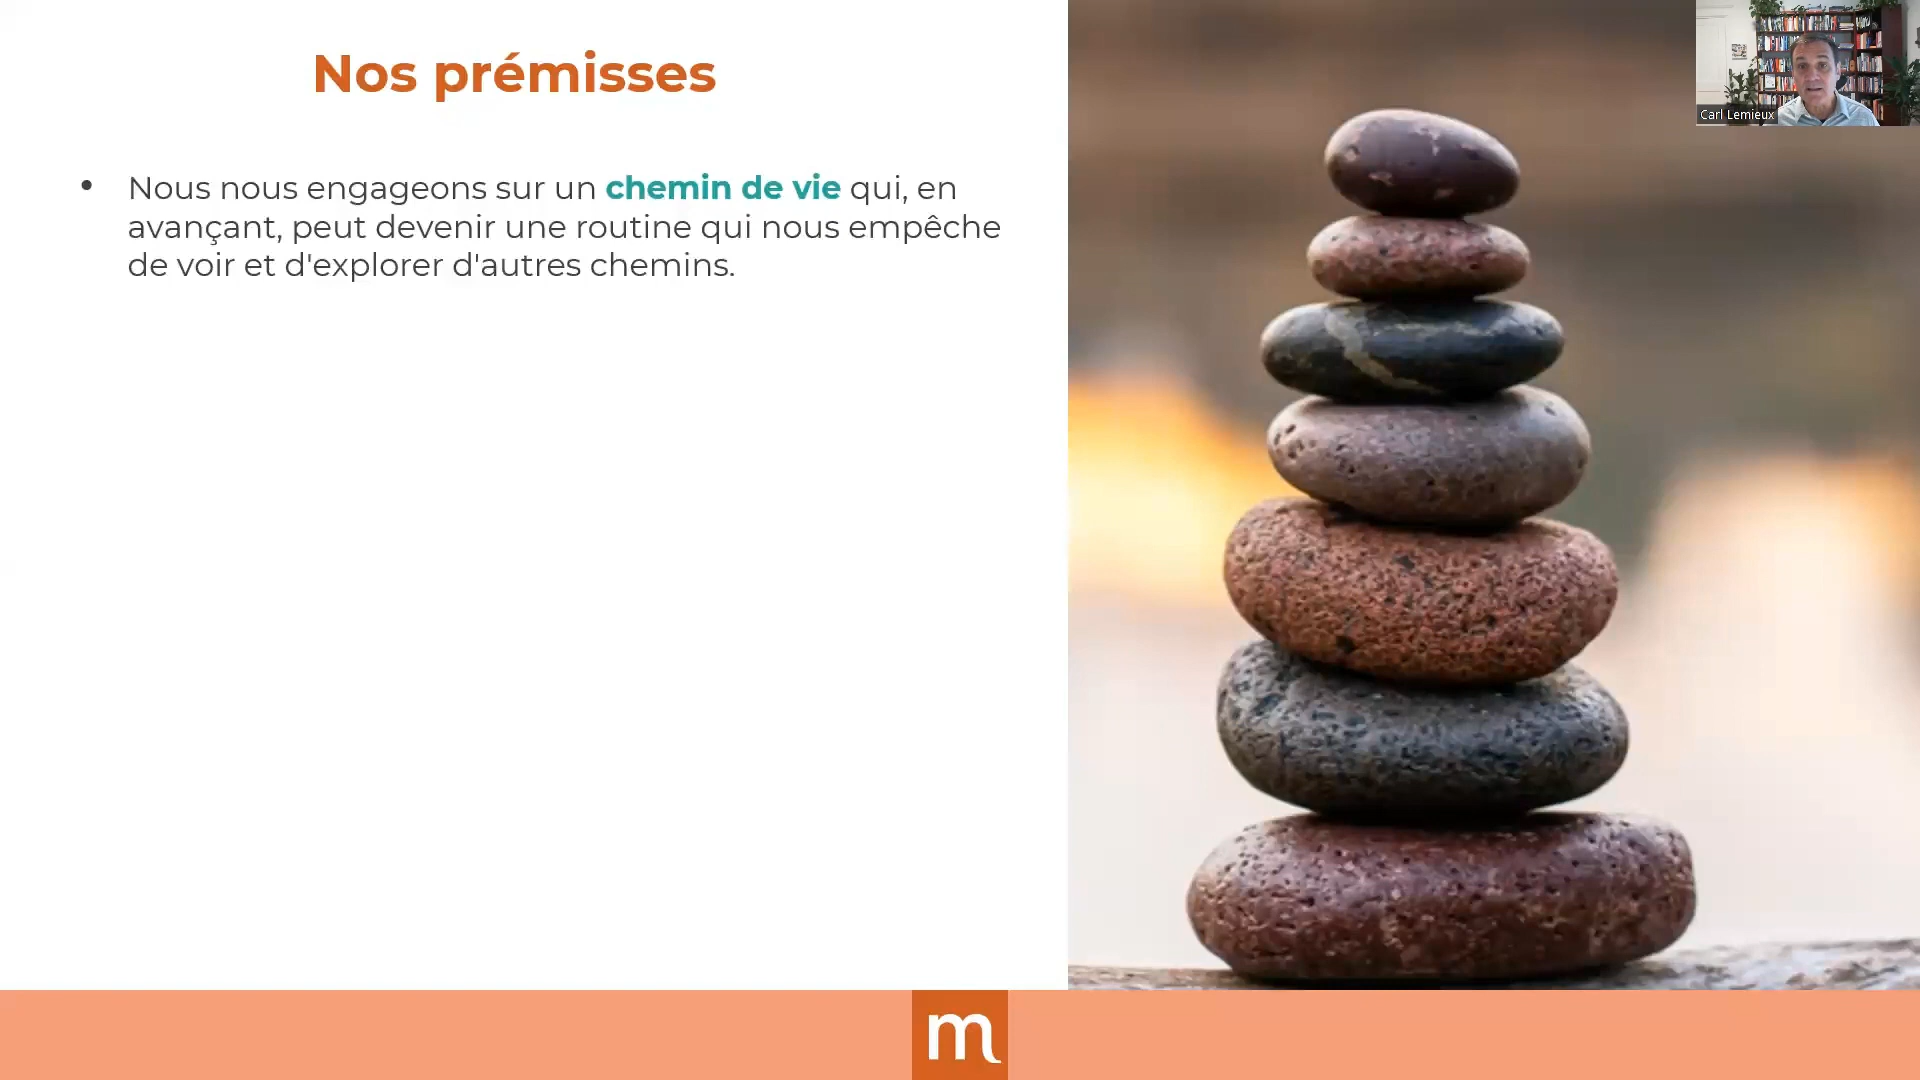 Nos prémisses
• Nous nous engageons sur un chemin de vie qui, en
avançant, peut devenir une routine qui nous empêche
de voir et d'explorer d'autres chemins.
Carl Lemieux
m